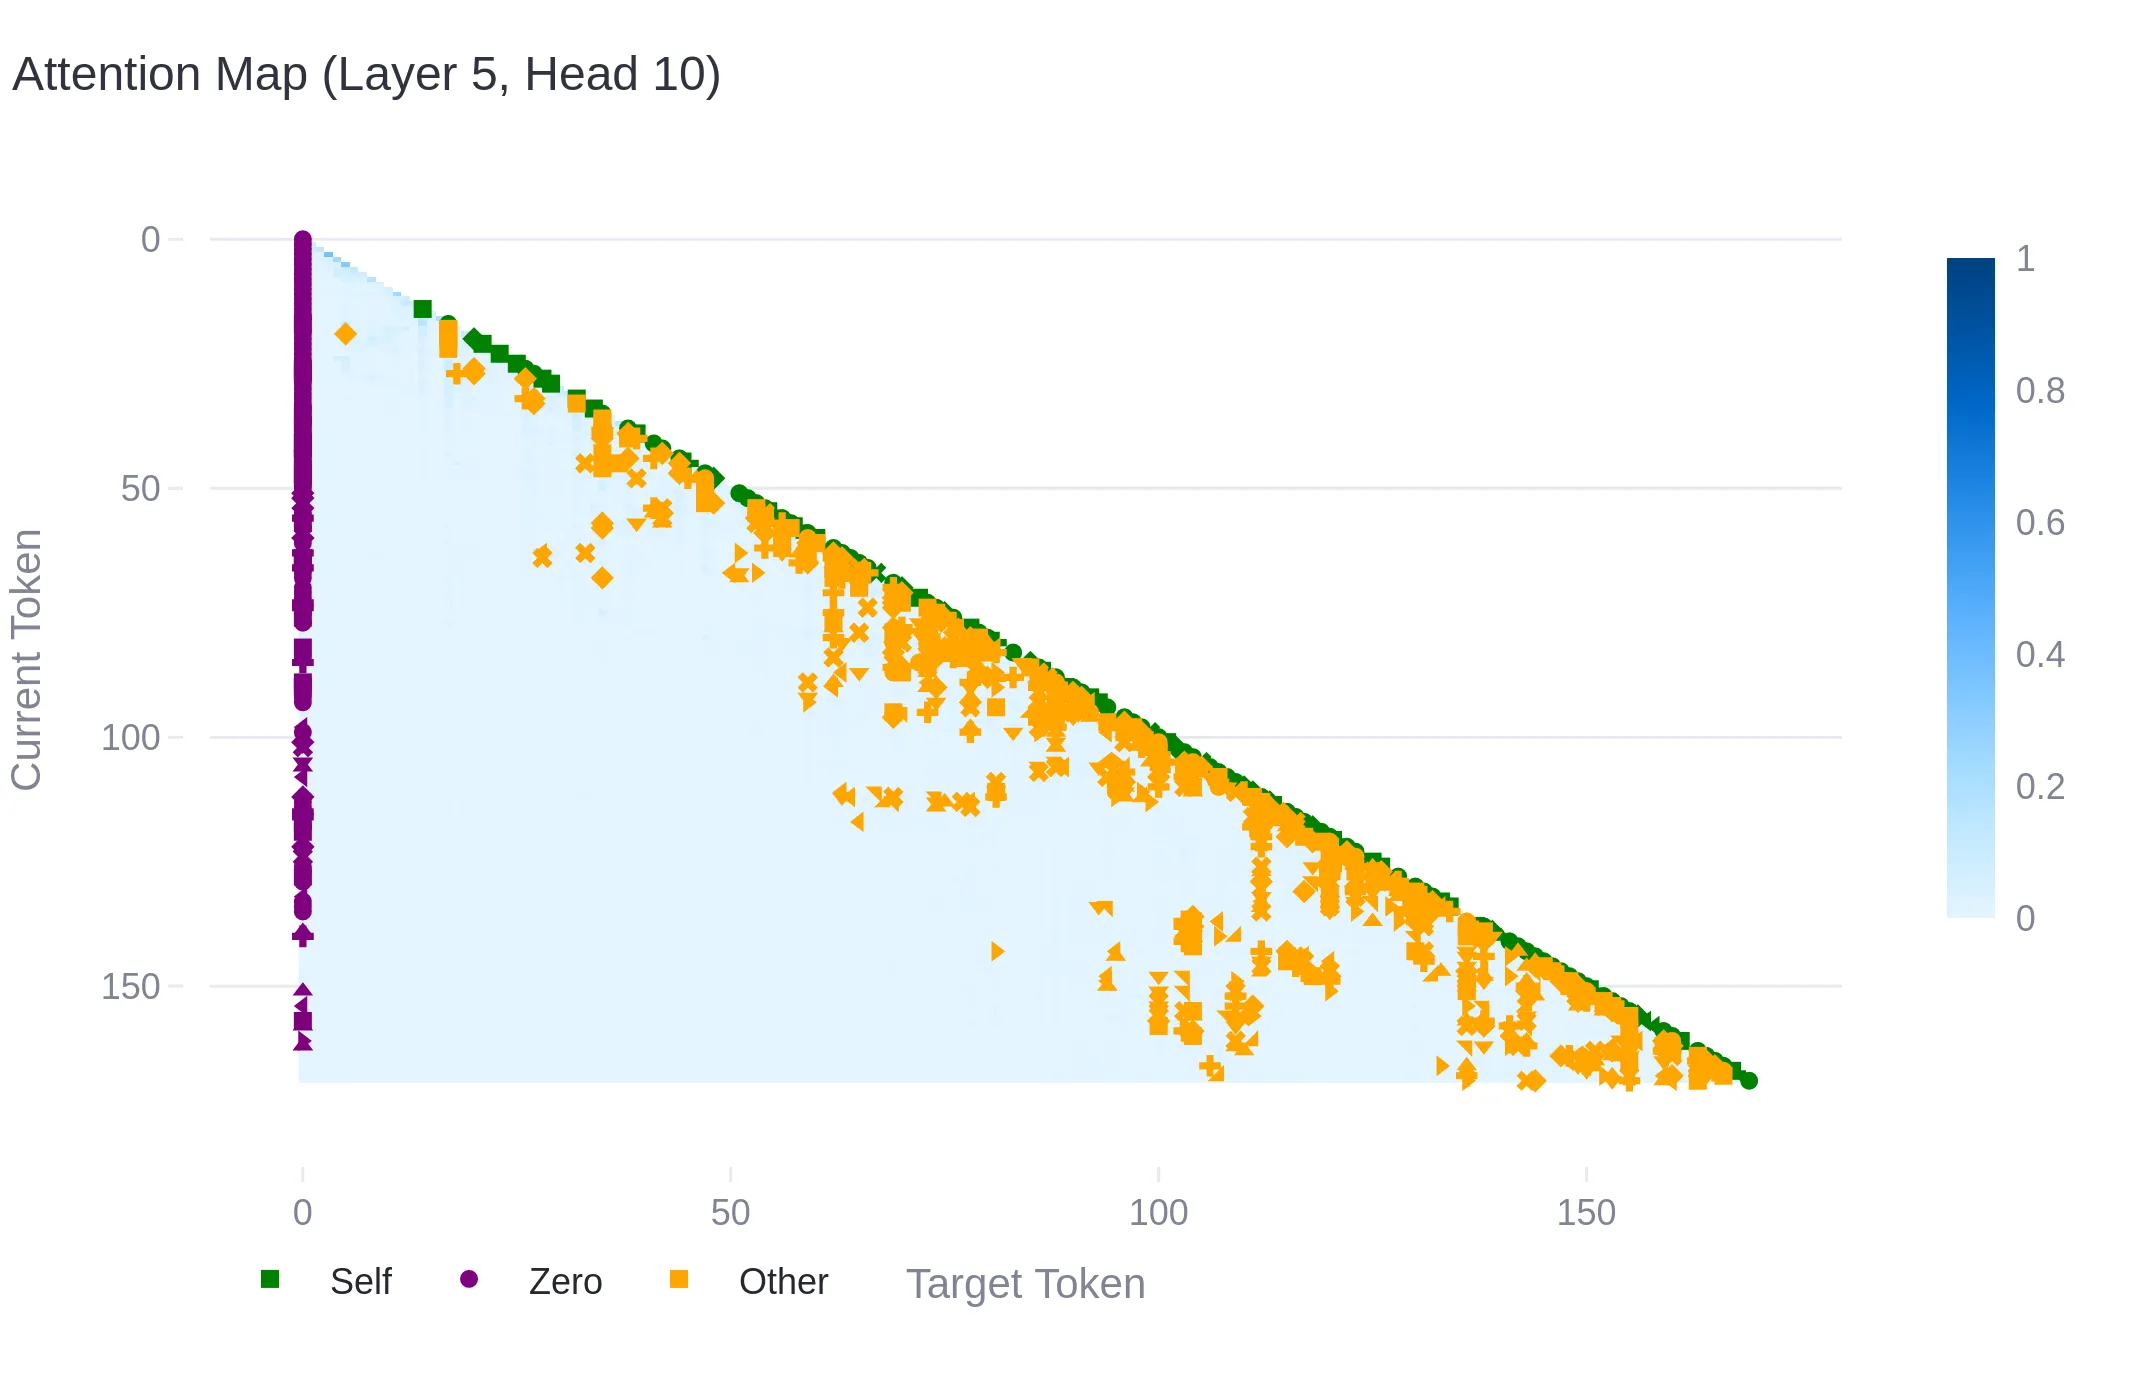 Attention Map (Layer 5, Head 10)
0
50
100
150
Current Token
1
0.8
0.6
0.4
0.2
0
0 50 100 150
Self Zero Other Target Token